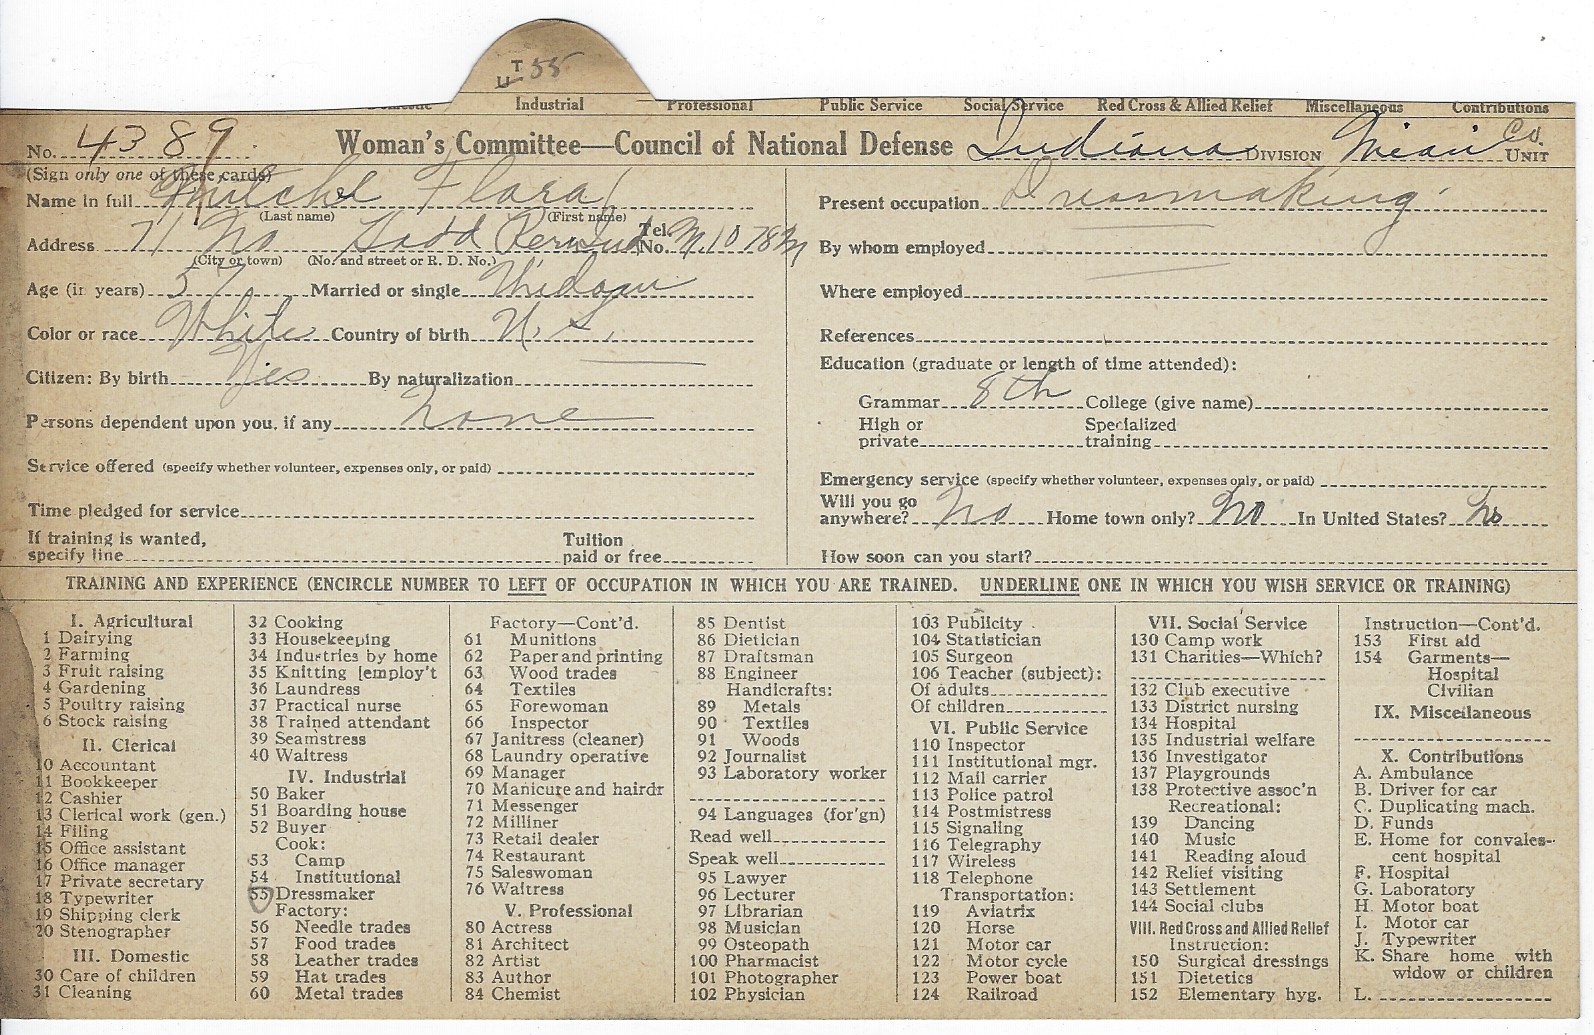 T
U 55
Industrial Professional Public Service Social Service Red Cross & Allied Relief Miscellaneous Contributions
No. 4389 Woman's Committee—Council of National Defense Indiana DIVISION Miami Co. UNIT
(Sign only one of these cards)
Name in full Flora
(Last name) (First name)
Address 71 No Tel. No. M. 10 78
(City or town) (No. and street or R. D. No.)
Age (in years) 57 Married or single Widow
Color or race White Country of birth U. S.
Citizen: By birth Yes By naturalization
Persons dependent upon you, if any None
Service offered (specify whether volunteer, expenses only, or paid)
Time pledged for service
If training is wanted, specify line Tuition paid or free
Present occupation Dressmaking
By whom employed
Where employed
References
Education (graduate or length of time attended):
Grammar 8th College (give name)
High or private Specialized training
Emergency service (specify whether volunteer, expenses only, or paid)
Will you go anywhere? No Home town only? No In United States? No
How soon can you start?
TRAINING AND EXPERIENCE (ENCIRCLE NUMBER TO LEFT OF OCCUPATION IN WHICH YOU ARE TRAINED. UNDERLINE ONE IN WHICH YOU WISH SERVICE OR TRAINING)
I. Agricultural
1 Dairying
2 Farming
3 Fruit raising
4 Gardening
5 Poultry raising
6 Stock raising
II. Clerical
10 Accountant
11 Bookkeeper
12 Cashier
13 Clerical work (gen.)
14 Filing
15 Office assistant
16 Office manager
17 Private secretary
18 Typewriter
19 Shipping clerk
20 Stenographer
III. Domestic
30 Care of children
31 Cleaning
32 Cooking
33 Housekeeping
34 Industries by home
35 Knitting [employ't
36 Laundress
37 Practical nurse
38 Trained attendant
39 Seamstress
40 Waitress
IV. Industrial
50 Baker
51 Boarding house
52 Buyer
Cook:
53 Camp
54 Institutional
55 Dressmaker
Factory:
56 Needle trades
57 Food trades
58 Leather trades
59 Hat trades
60 Metal trades
Factory—Cont'd.
61 Munitions
62 Paper and printing
63 Wood trades
64 Textiles
65 Forewoman
66 Inspector
67 Janitress (cleaner)
68 Laundry operative
69 Manager
70 Manicure and hairdr
71 Messenger
72 Milliner
73 Retail dealer
74 Restaurant
75 Saleswoman
76 Waitress
V. Professional
80 Actress
81 Architect
82 Artist
83 Author
84 Chemist
85 Dentist
86 Dietician
87 Draftsman
88 Engineer
Handicrafts:
89 Metals
90 Textiles
91 Woods
92 Journalist
93 Laboratory worker
94 Languages (for'gn)
Read well
Speak well
95 Lawyer
96 Lecturer
97 Librarian
98 Musician
99 Osteopath
100 Pharmacist
101 Photographer
102 Physician
103 Publicity
104 Statistician
105 Surgeon
106 Teacher (subject):
Of adults
Of children
VI. Public Service
110 Inspector
111 Institutional mgr.
112 Mail carrier
113 Police patrol
114 Postmistress
115 Signaling
116 Telegraphy
117 Wireless
118 Telephone
Transportation:
119 Aviatrix
120 Horse
121 Motor car
122 Motor cycle
123 Power boat
124 Railroad
VII. Social Service
130 Camp work
131 Charities—Which?
132 Club executive
133 District nursing
134 Hospital
135 Industrial welfare
136 Investigator
137 Playgrounds
138 Protective assoc'n
Recreational:
139 Dancing
140 Music
141 Reading aloud
142 Relief visiting
143 Settlement
144 Social clubs
VIII. Red Cross and Allied Relief
Instruction:
150 Surgical dressings
151 Dietetics
152 Elementary hyg.
Instruction—Cont'd.
153 First aid
154 Garments—
Hospital
Civilian
IX. Miscellaneous
X. Contributions
A. Ambulance
B. Driver for car
C. Duplicating mach.
D. Funds
E. Home for convales-
cent hospital
F. Hospital
G. Laboratory
H. Motor boat
I. Motor car
J. Typewriter
K. Share home with
widow or children
L.